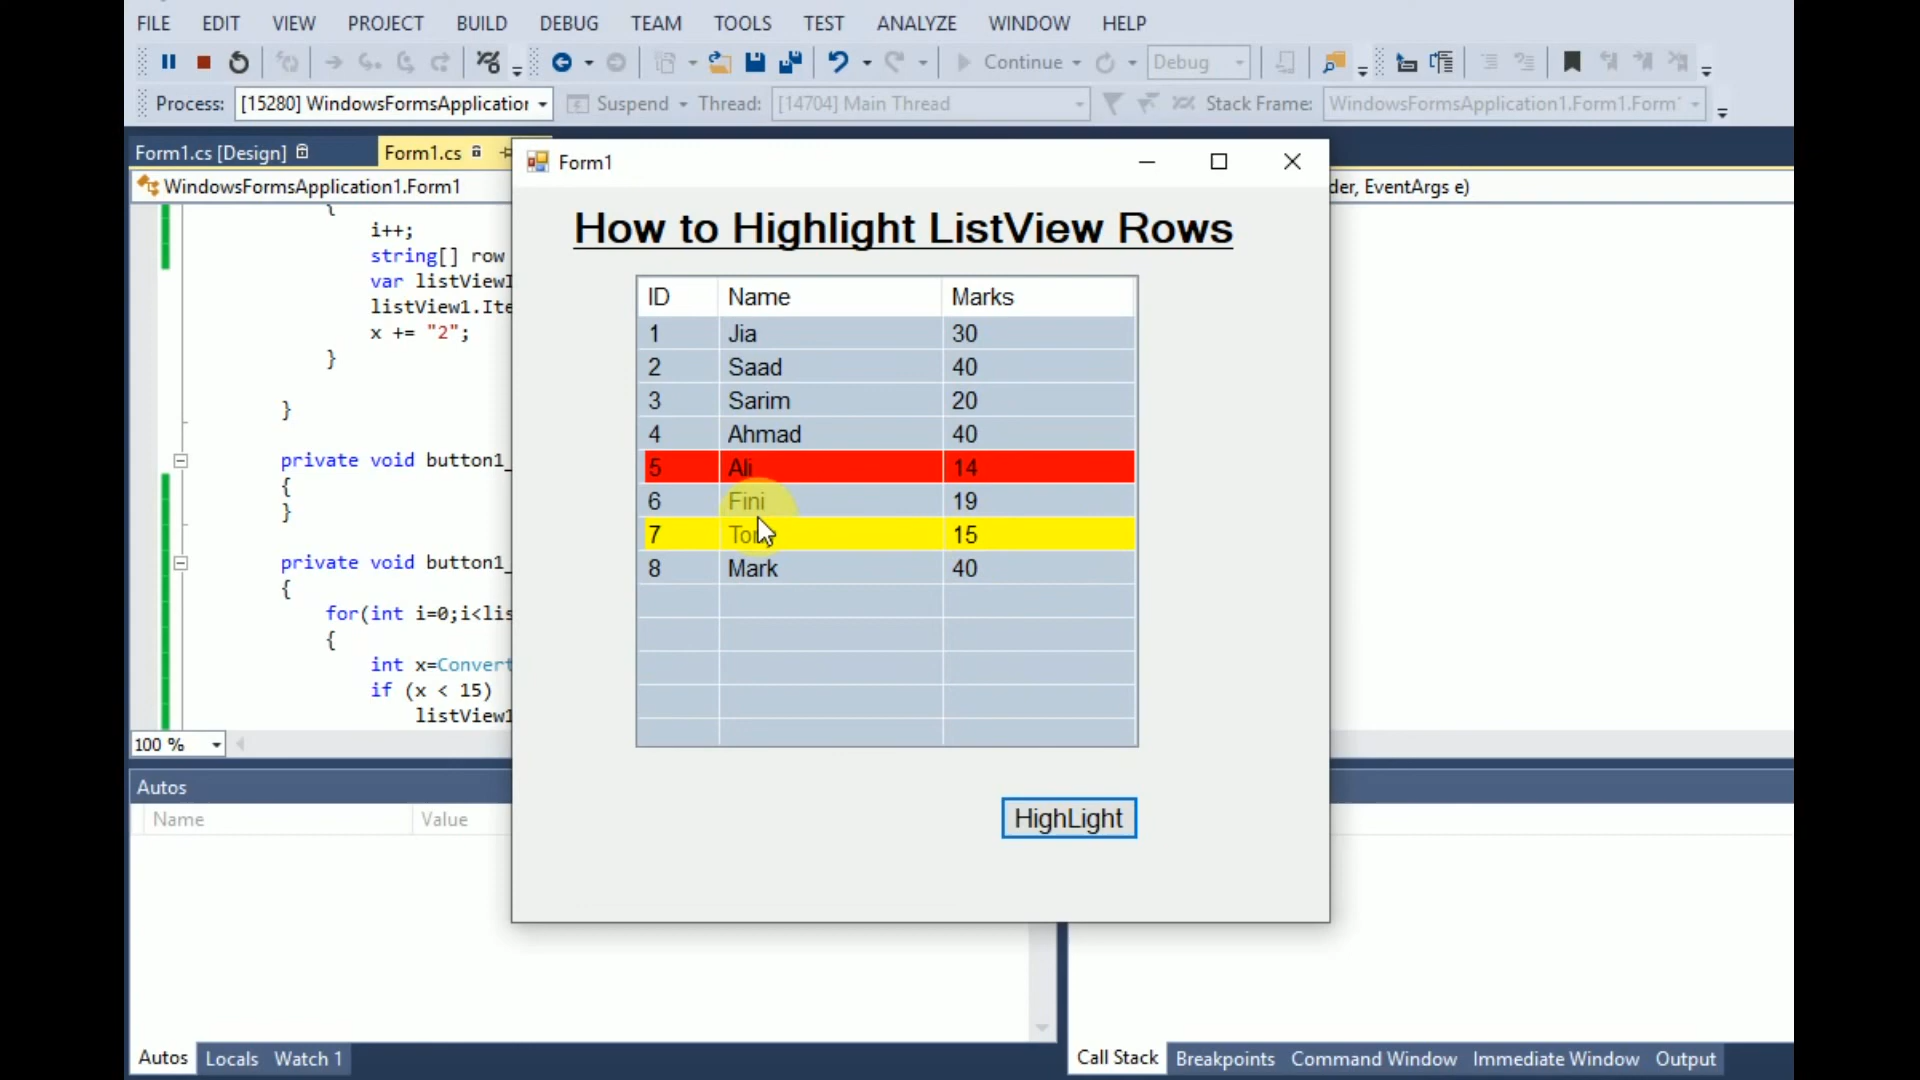 FILE EDIT VIEW PROJECT BUILD DEBUG TEAM TOOLS TEST ANALYZE WINDOW HELP
Continue Debug
Process: [15280] WindowsFormsApplication Suspend Thread: [14704] Main Thread Stack Frame: WindowsFormsApplication1.Form1.Form
Form1.cs [Design] Form1.cs
WindowsFormsApplication1.Form1 der, EventArgs e)
{
i++;
string[] row
var listViewI
listView1.Ite
x += "2";
}
}
private void button1_
{
}
private void button1_
{
for(int i=0;i<lis
{
int x=Convert
if (x < 15)
listView1
100 %
Form1
How to Highlight ListView Rows
ID Name Marks
1 Jia 30
2 Saad 40
3 Sarim 20
4 Ahmad 40
5 Ali 14
6 Fini 19
7 15
8 Mark 40
HighLight
Autos
Name Value
Autos Locals Watch 1
Call Stack Breakpoints Command Window Immediate Window Output